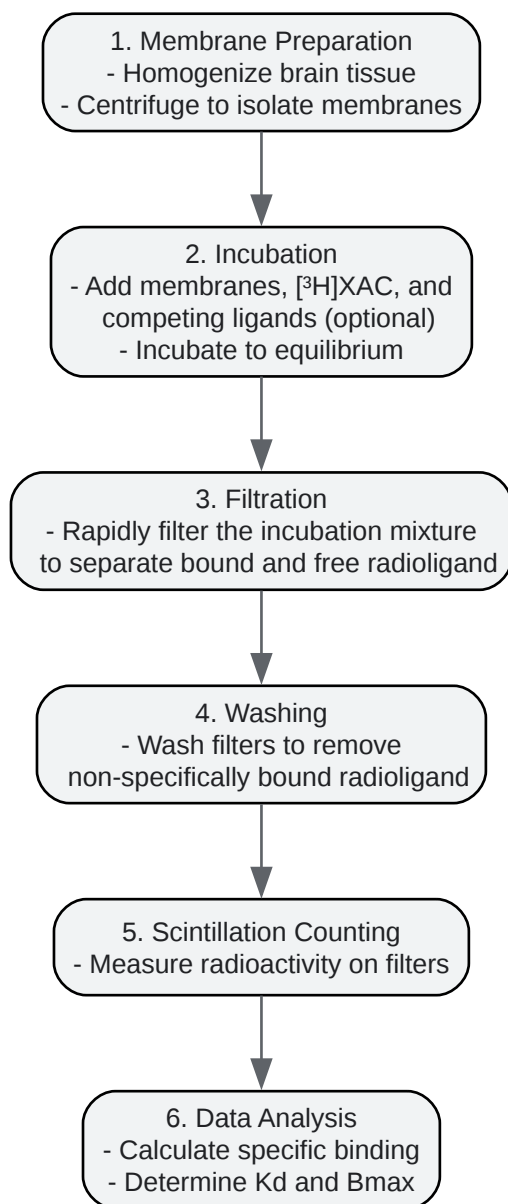 1. Membrane Preparation
- Homogenize brain tissue
- Centrifuge to isolate membranes
2. Incubation
- Add membranes, [³H]XAC, and
competing ligands (optional)
- Incubate to equilibrium
3. Filtration
- Rapidly filter the incubation mixture
to separate bound and free radioligand
4. Washing
- Wash filters to remove
non-specifically bound radioligand
5. Scintillation Counting
- Measure radioactivity on filters
6. Data Analysis
- Calculate specific binding
- Determine Kd and Bmax